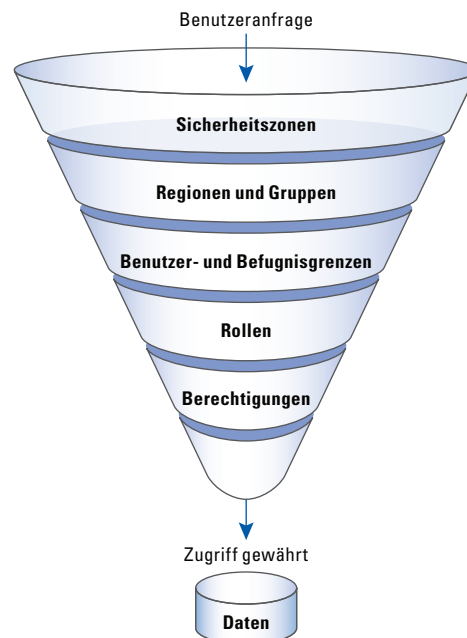 Benutzeranfrage
Sicherheitszonen
Regionen und Gruppen
Benutzer- und Befugnisgrenzen
Rollen
Berechtigungen
Zugriff gewährt
Daten